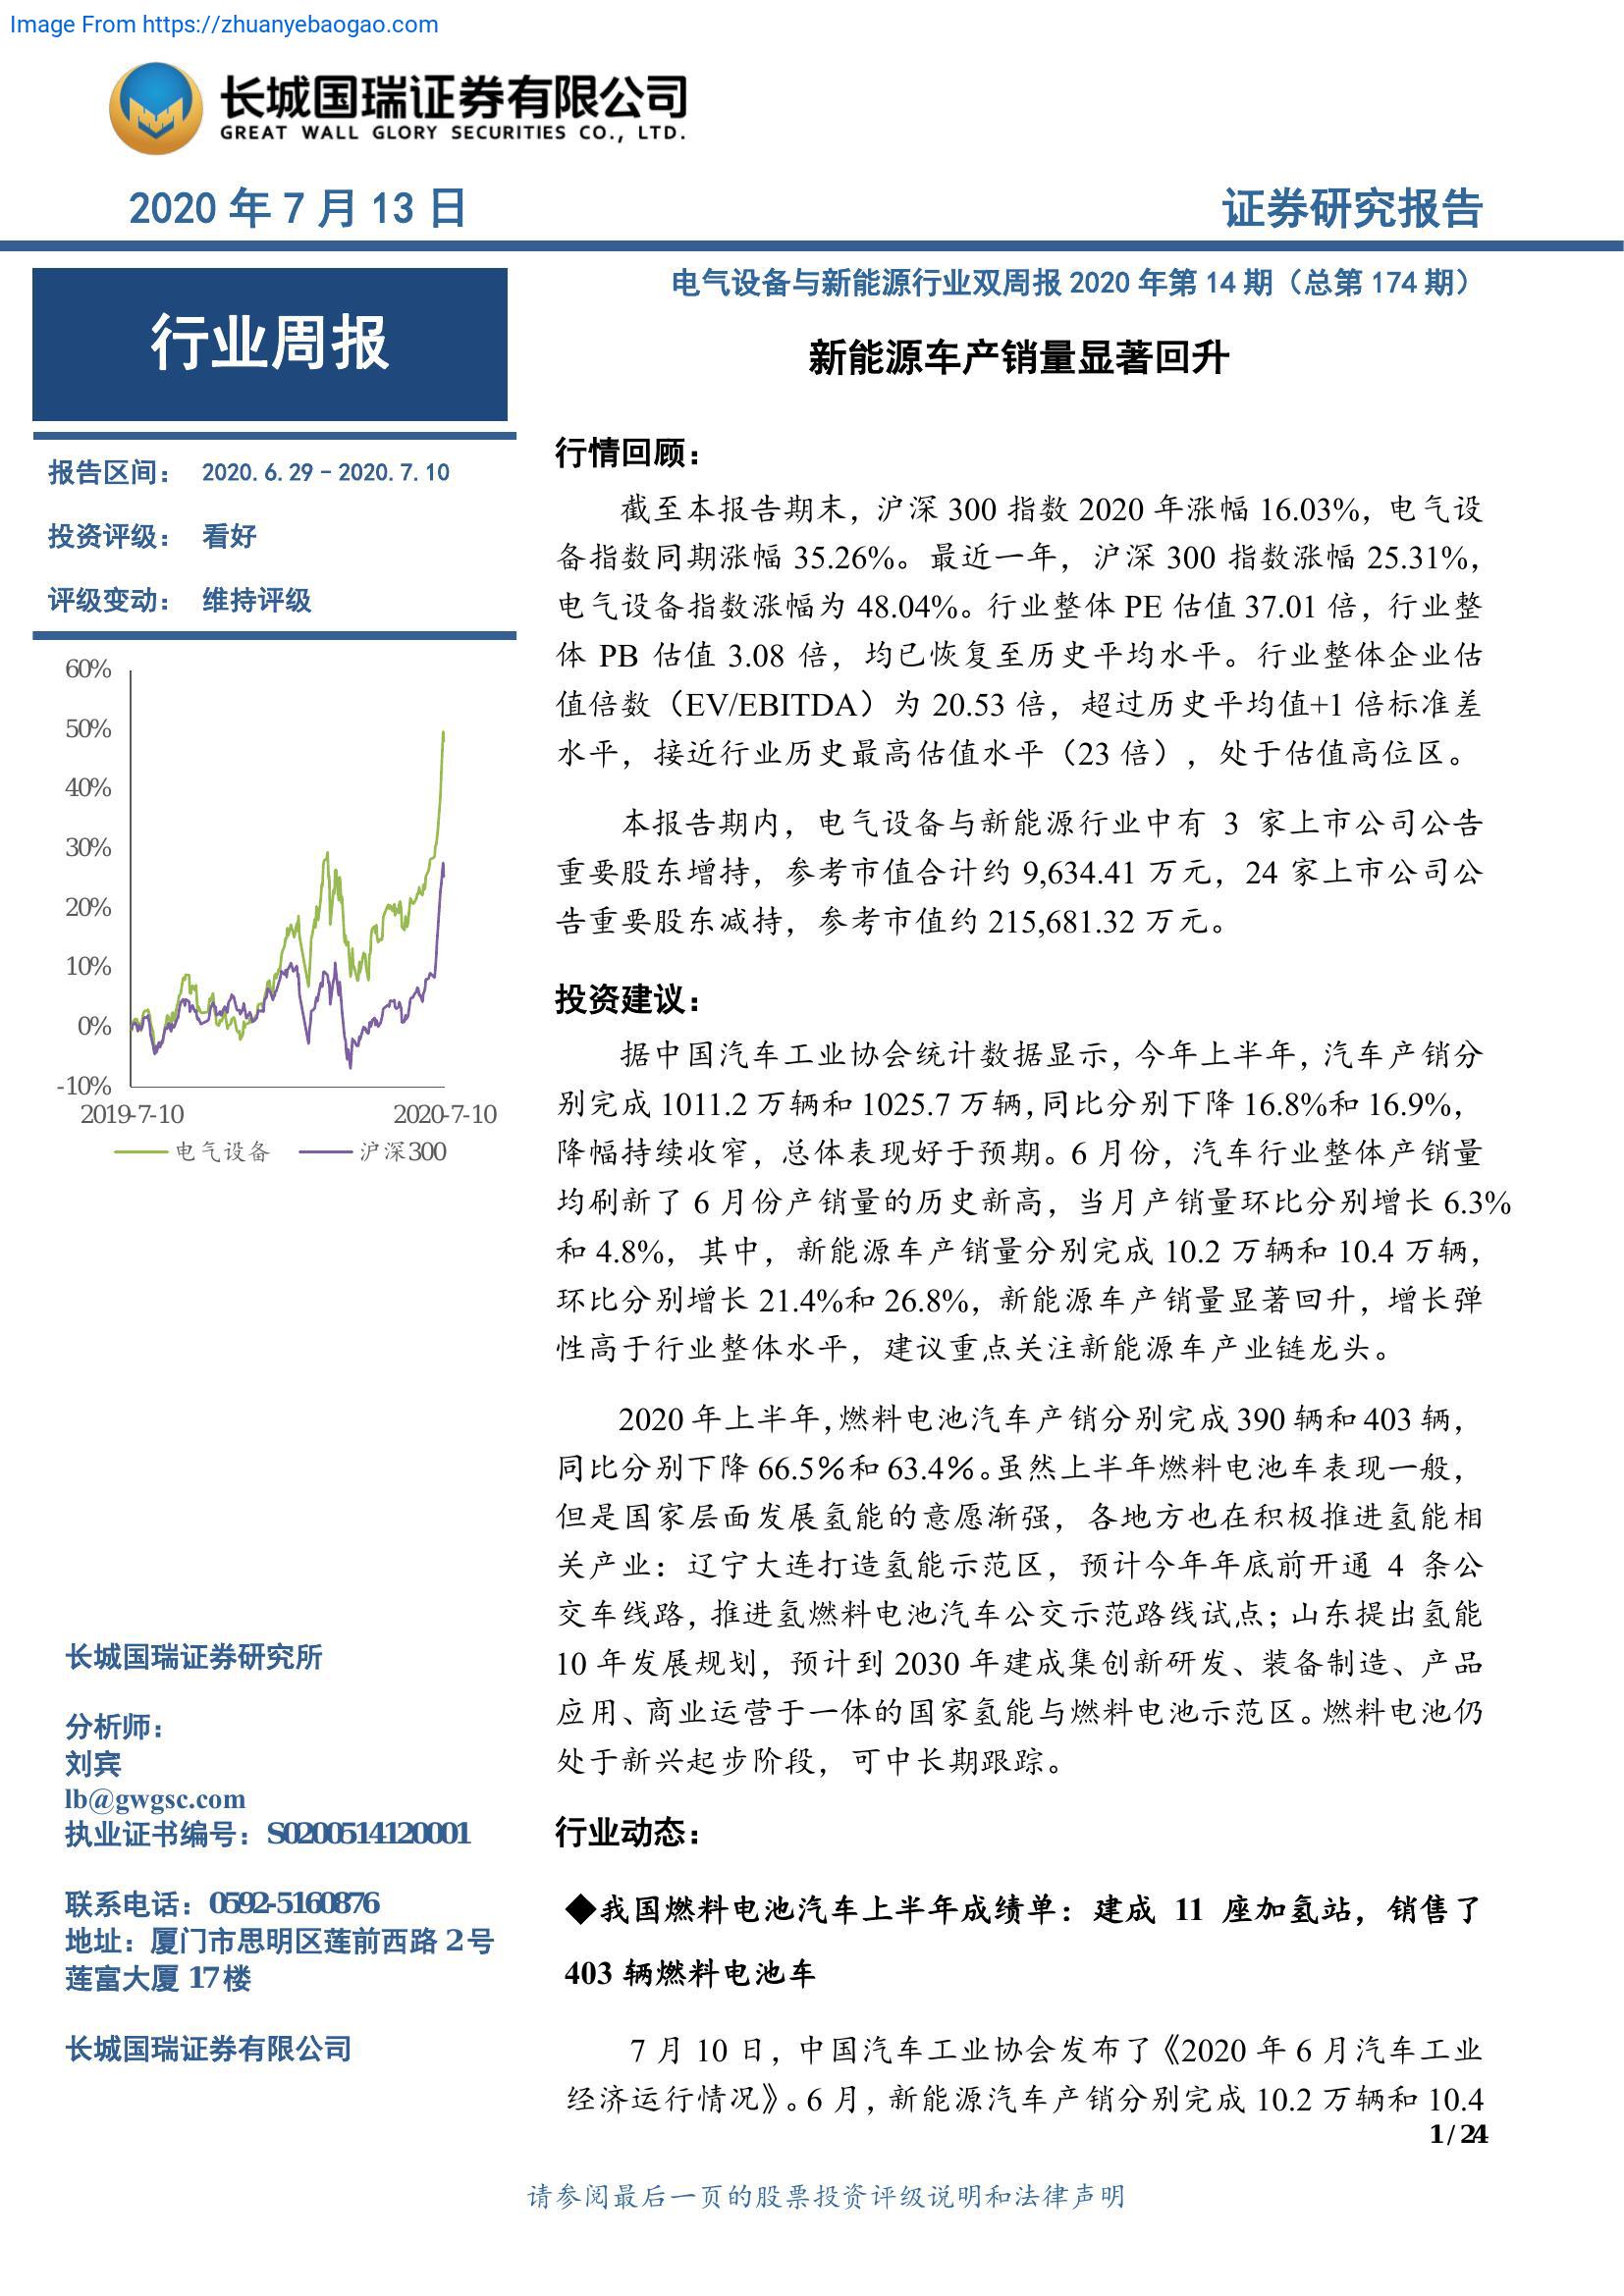 Image From https://zhuanyebaogao.com
长城国瑞证券有限公司
GREAT WALL GLORY SECURITIES CO., LTD.
2020 年 7 月 13 日
证券研究报告
行业周报
报告区间： 2020.6.29－2020.7.10
投资评级： 看好
评级变动： 维持评级
60%
50%
40%
30%
20%
10%
0%
-10%
2019-7-10 2020-7-10
电气设备 沪深300
长城国瑞证券研究所
分析师：
刘宾
lb@gwgsc.com
执业证书编号：S0200514120001
联系电话：0592-5160876
地址：厦门市思明区莲前西路 2号
莲富大厦 17楼
长城国瑞证券有限公司
电气设备与新能源行业双周报 2020 年第 14 期（总第 174 期）
新能源车产销量显著回升
行情回顾：
截至本报告期末，沪深 300 指数 2020 年涨幅 16.03%，电气设
备指数同期涨幅 35.26%。最近一年，沪深 300 指数涨幅 25.31%，
电气设备指数涨幅为 48.04%。行业整体 PE 估值 37.01 倍，行业整
体 PB 估值 3.08 倍，均已恢复至历史平均水平。行业整体企业估
值倍数（EV/EBITDA）为 20.53 倍，超过历史平均值+1 倍标准差
水平，接近行业历史最高估值水平（23 倍），处于估值高位区。
本报告期内，电气设备与新能源行业中有 3 家上市公司公告
重要股东增持，参考市值合计约 9,634.41 万元，24 家上市公司公
告重要股东减持，参考市值约 215,681.32 万元。
投资建议：
据中国汽车工业协会统计数据显示，今年上半年，汽车产销分
别完成 1011.2 万辆和 1025.7 万辆，同比分别下降 16.8%和 16.9%，
降幅持续收窄，总体表现好于预期。6 月份，汽车行业整体产销量
均刷新了 6 月份产销量的历史新高，当月产销量环比分别增长 6.3%
和 4.8%，其中，新能源车产销量分别完成 10.2 万辆和 10.4 万辆，
环比分别增长 21.4%和 26.8%，新能源车产销量显著回升，增长弹
性高于行业整体水平，建议重点关注新能源车产业链龙头。
2020 年上半年，燃料电池汽车产销分别完成 390 辆和 403 辆，
同比分别下降 66.5％和 63.4％。虽然上半年燃料电池车表现一般，
但是国家层面发展氢能的意愿渐强，各地方也在积极推进氢能相
关产业：辽宁大连打造氢能示范区，预计今年年底前开通 4 条公
交车线路，推进氢燃料电池汽车公交示范路线试点；山东提出氢能
10 年发展规划，预计到 2030 年建成集创新研发、装备制造、产品
应用、商业运营于一体的国家氢能与燃料电池示范区。燃料电池仍
处于新兴起步阶段，可中长期跟踪。
行业动态：
◆我国燃料电池汽车上半年成绩单：建成 11 座加氢站，销售了
403 辆燃料电池车
7 月 10 日，中国汽车工业协会发布了《2020 年 6 月汽车工业
经济运行情况》。6 月，新能源汽车产销分别完成 10.2 万辆和 10.4
1 / 24
请参阅最后一页的股票投资评级说明和法律声明